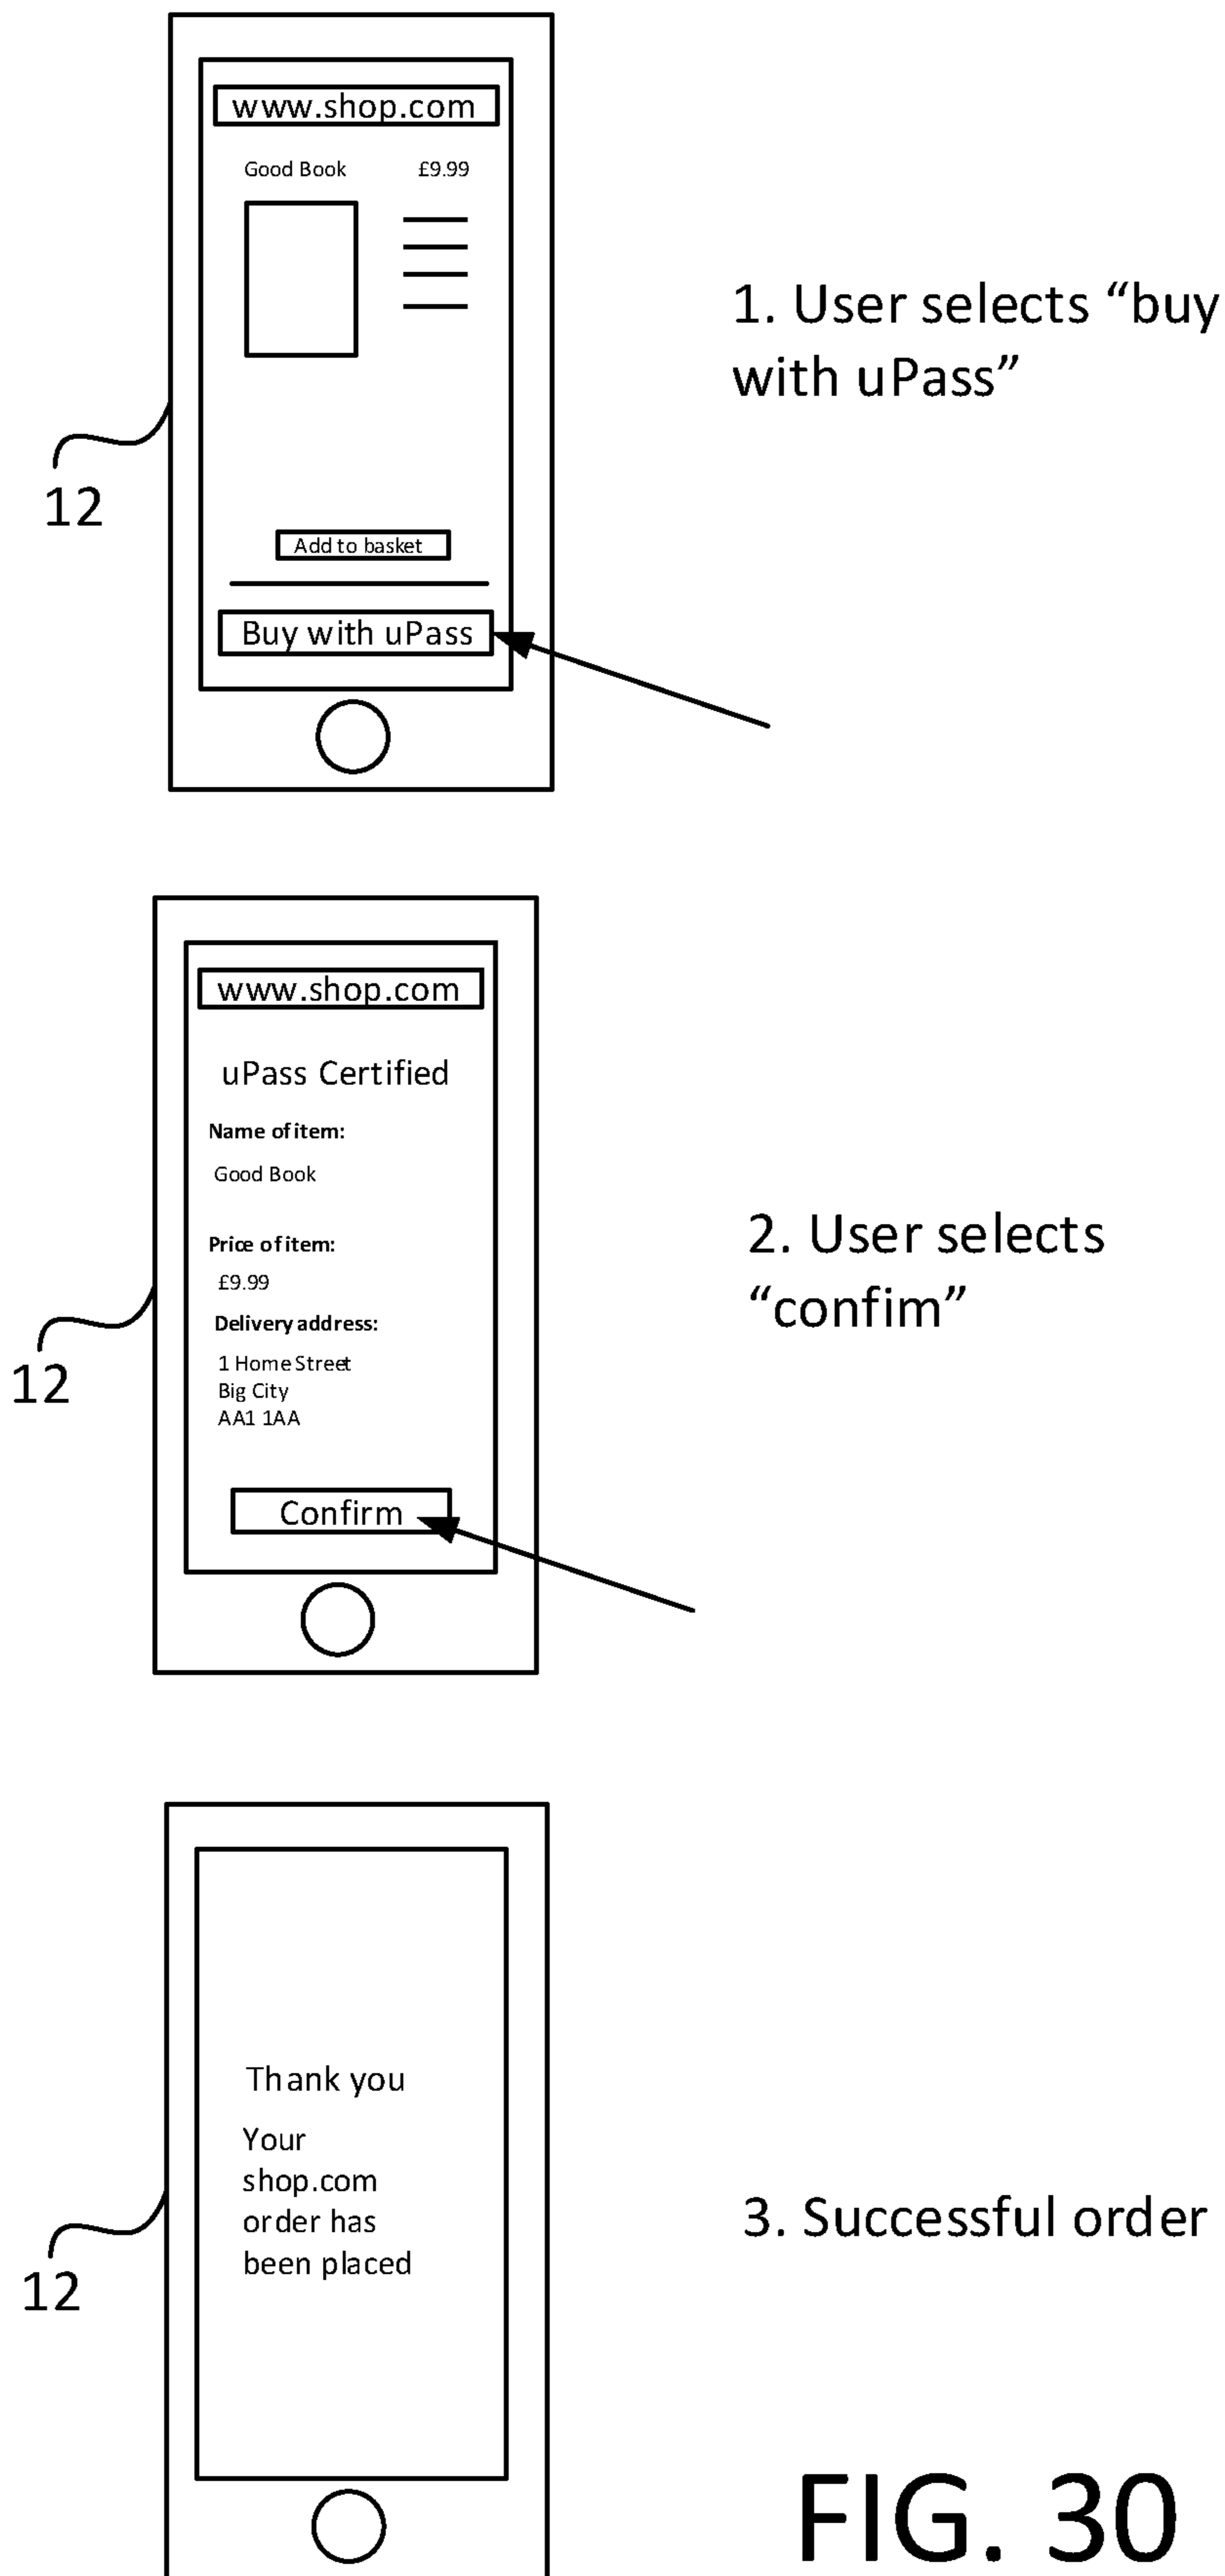 www.shop.com
Good Book £9.99
1. User selects “buy
with uPass”
12
Add to basket
Buy with uPass
www.shop.com
uPass Certified
Name of item:
Good Book
2. User selects
“confim”
Price of item:
£9.99
Delivery address:
1 Home Street
Big City
AA1 1AA
12
Confirm
Thank you
Your
shop.com
order has
been placed
3. Successful order
12
FIG. 30